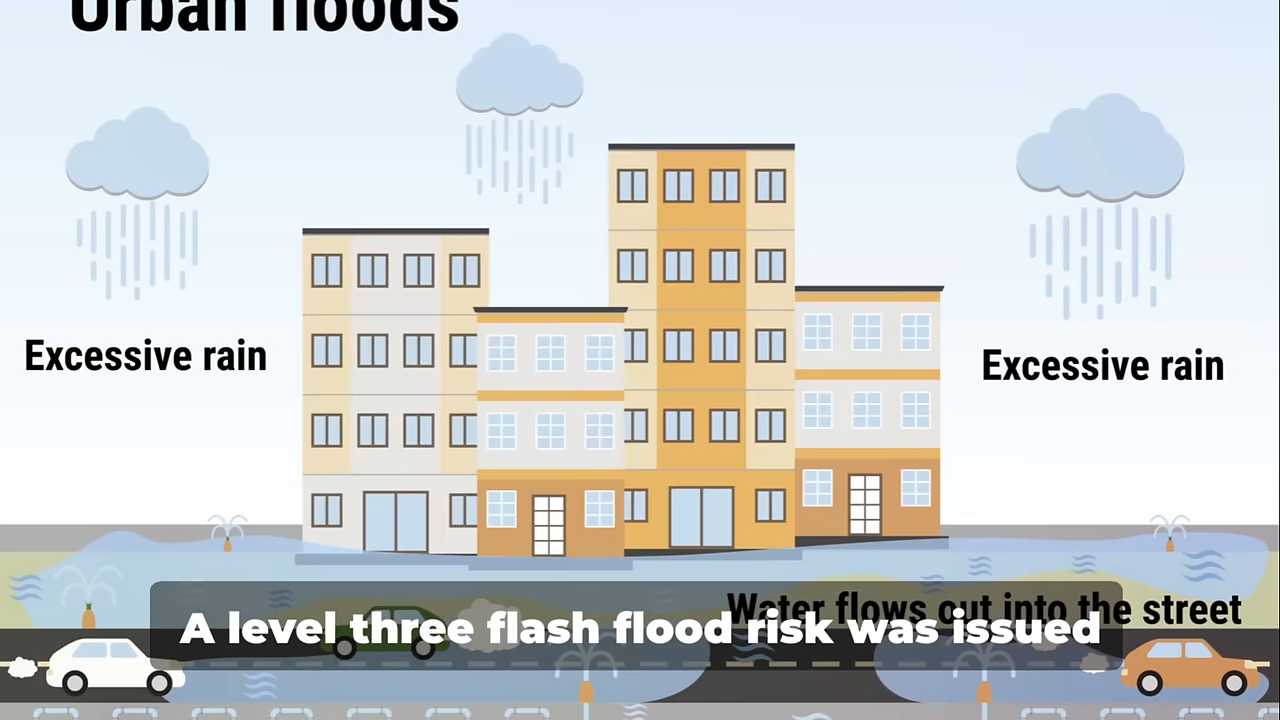 Urban floods
Excessive rain
Excessive rain
Water flows out into the street
A level three flash flood risk was issued